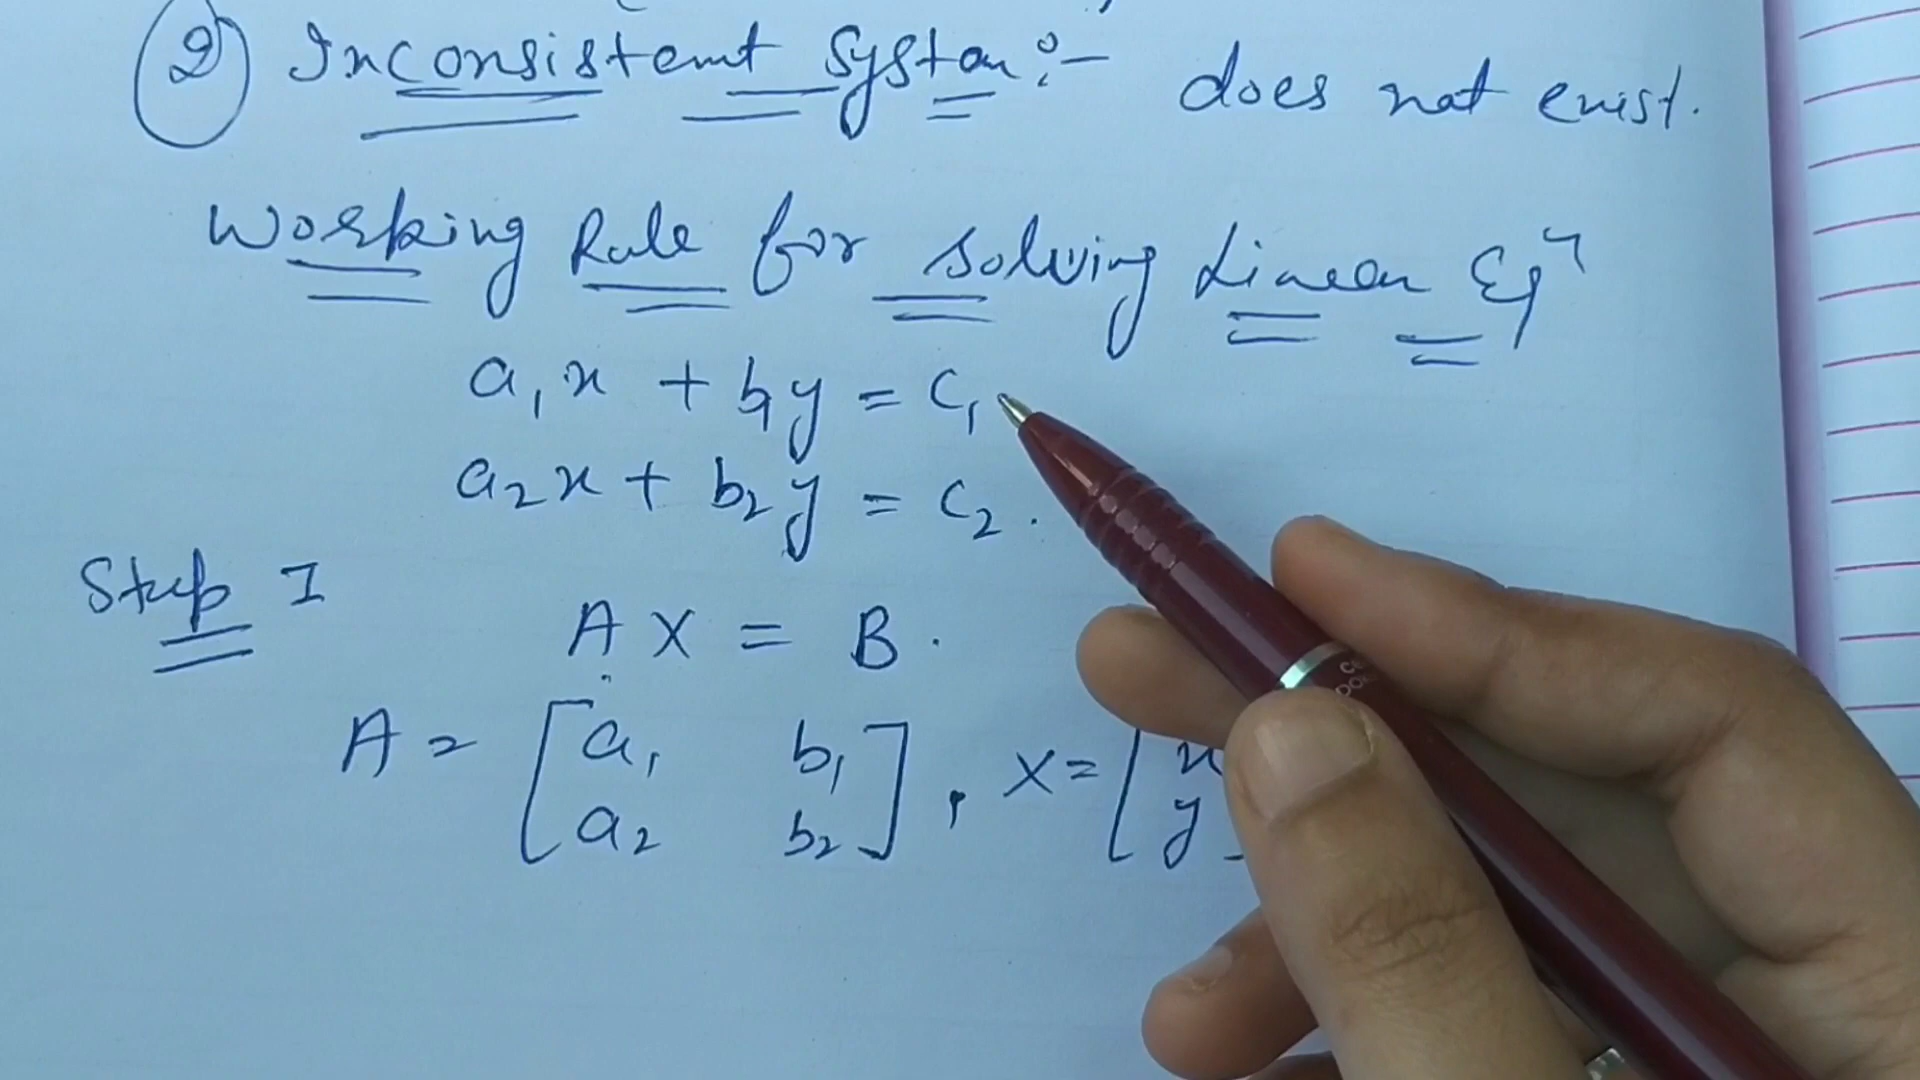 2 Inconsistent System :- does not exist.
Working Rule for solving Linear Eqⁿ
a₁x + b₁y = c₁
a₂x + b₂y = c₂.
Step I
AX = B.
A = [a₁ b₁], X = [x
a₂ b₂ y